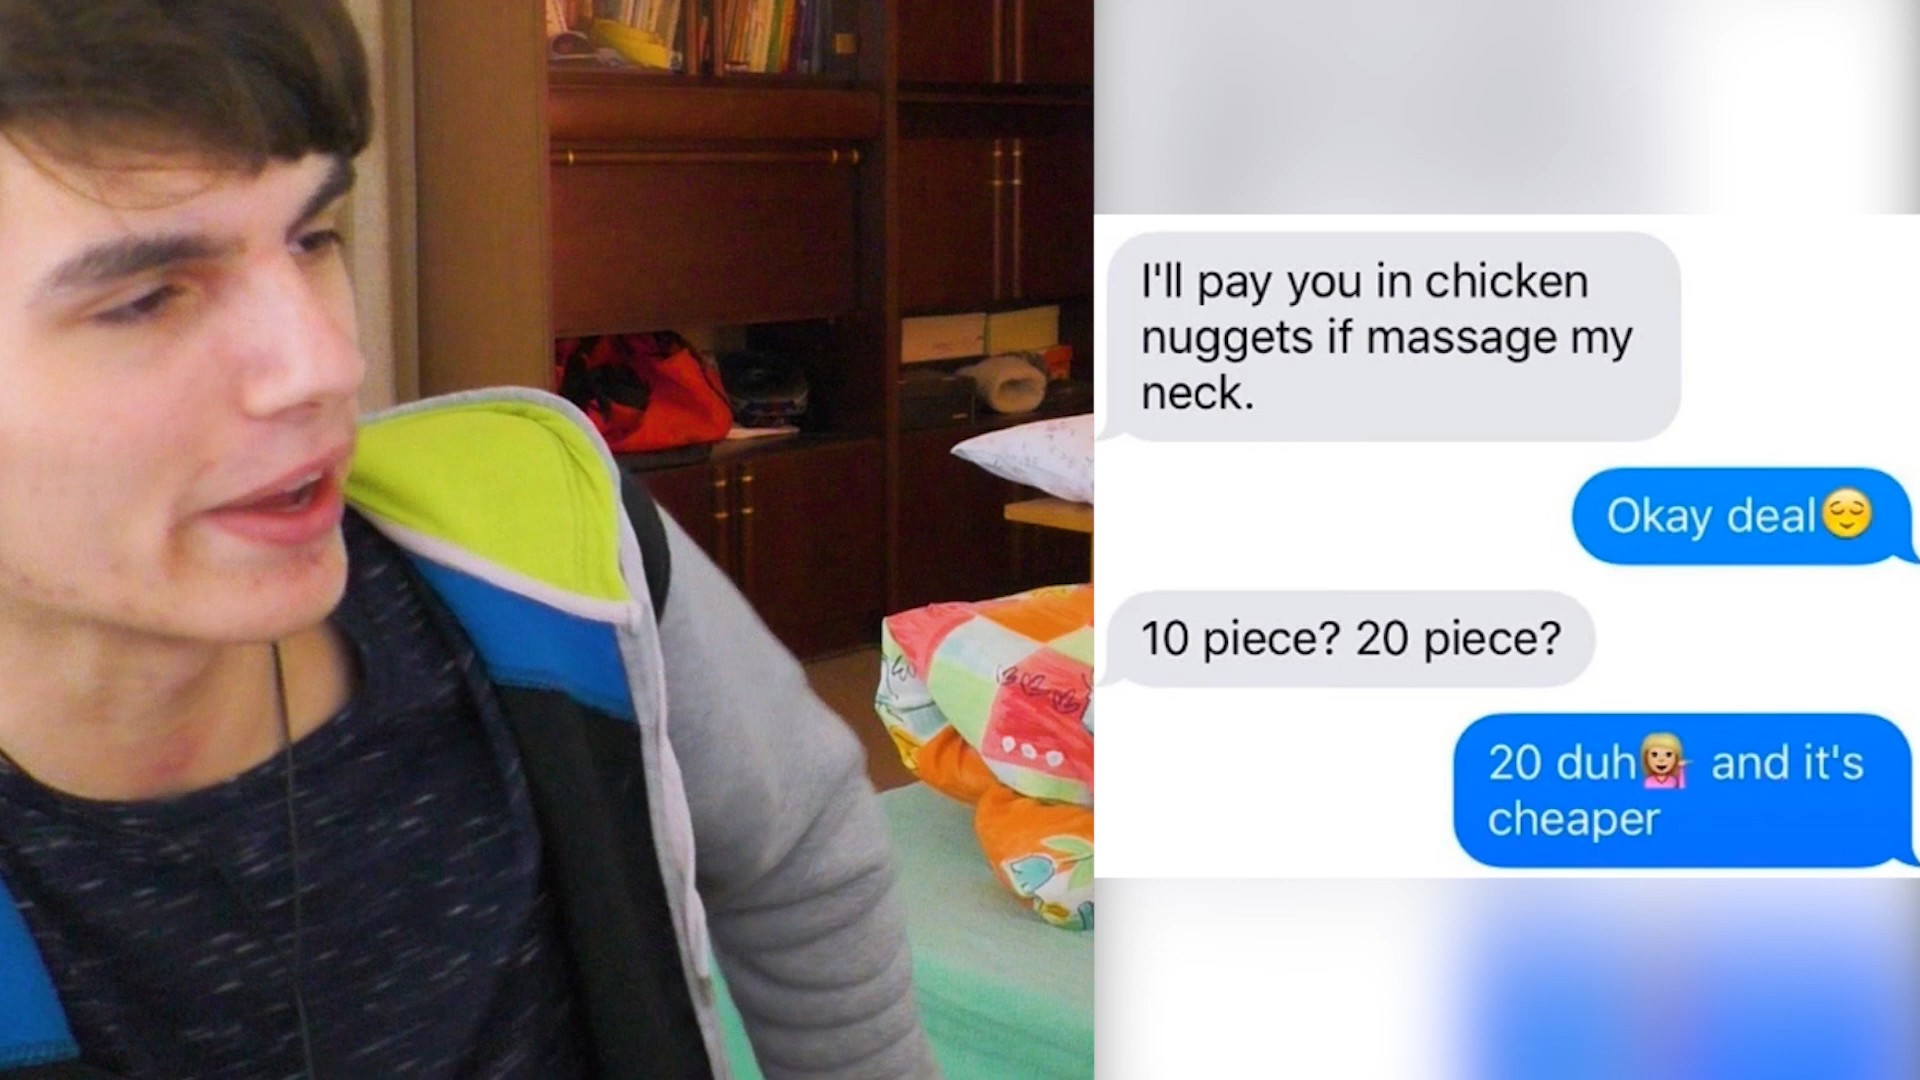 I'll pay you in chicken
nuggets if massage my
neck.
Okay deal😌
10 piece? 20 piece?
20 duh💁🏼 and it's
cheaper